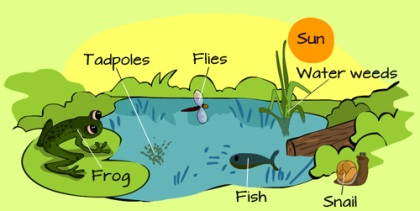 Sun
Tadpoles
Flies
Water weeds
Frog
Fish
Snail